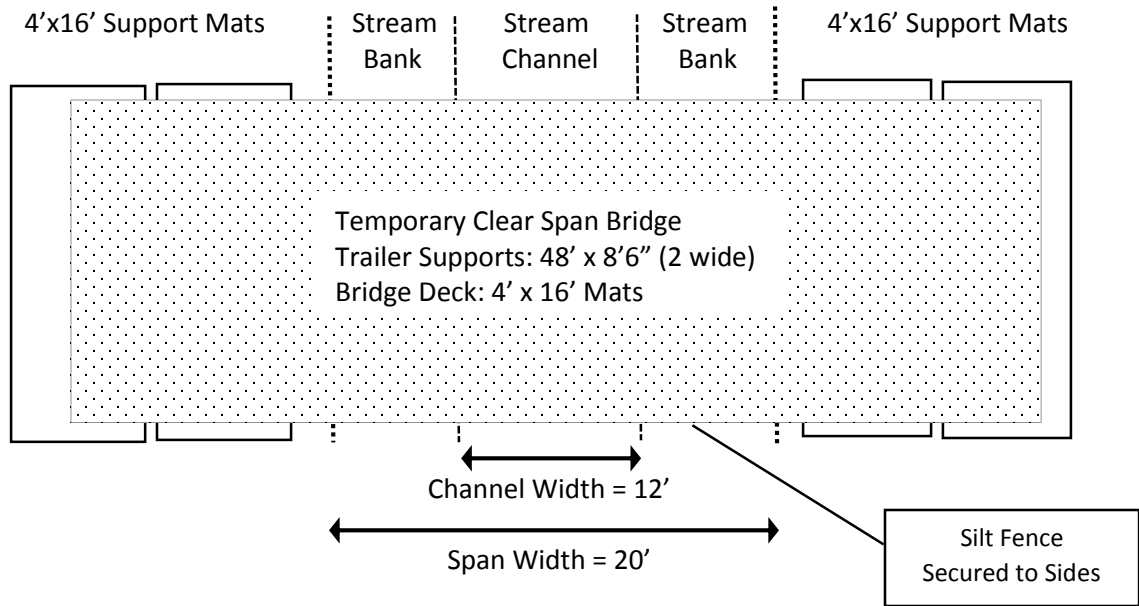 4’x16’ Support Mats
Stream
Bank
Stream
Channel
Stream
Bank
4’x16’ Support Mats
Temporary Clear Span Bridge
Trailer Supports: 48’ x 8’6” (2 wide)
Bridge Deck: 4’ x 16’ Mats
Channel Width = 12’
Span Width = 20’
Silt Fence
Secured to Sides